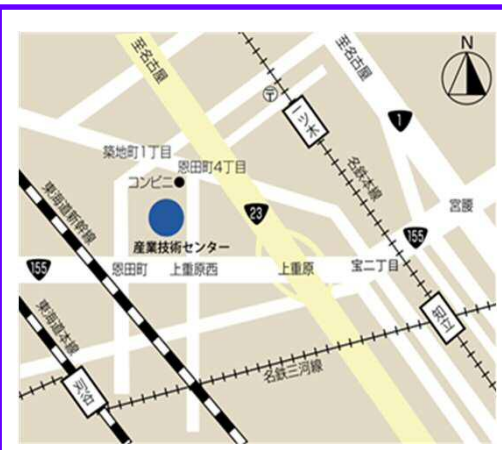 至名古屋
至名古屋
N
〒
一ツ木
1
築地町1丁目
恩田町4丁目
コンビニ
名鉄本線
宮腰
東海道新幹線
23
155
産業技術センター
155
恩田町
上重原西
上重原
宝二丁目
知立
東海道本線
名鉄三河線
刈谷